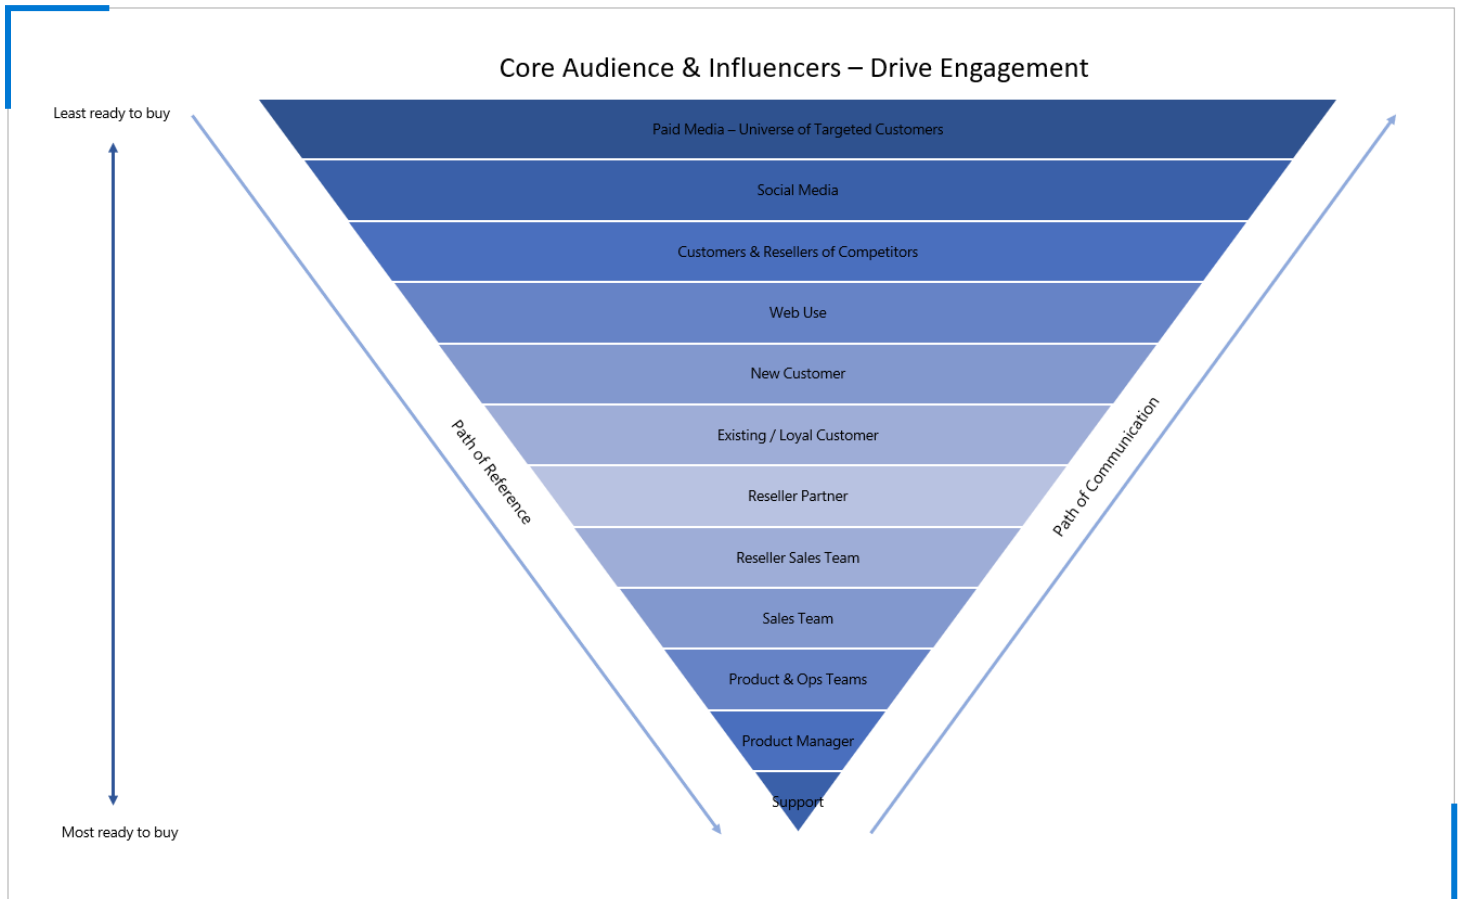 Core Audience & Influencers – Drive Engagement
Least ready to buy
Paid Media – Universe of Targeted Customers
Social Media
Customers & Resellers of Competitors
Web Use
New Customer
Existing / Loyal Customer
Path of Reference
Path of Communication
Reseller Partner
Reseller Sales Team
Sales Team
Product & Ops Teams
Product Manager
Support
Most ready to buy